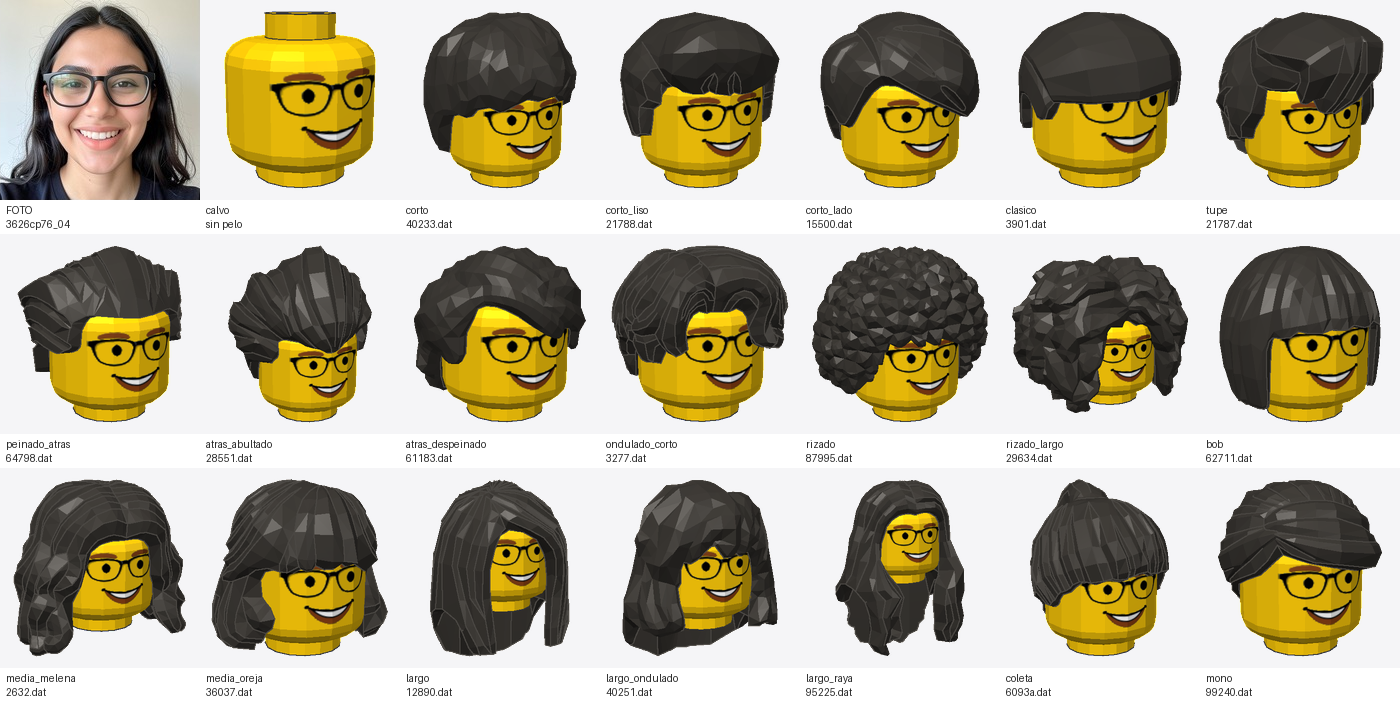 FOTO
3626cp76_04
calvo
sin pelo
corto
40233.dat
corto_liso
21788.dat
corto_lado
15500.dat
clasico
3901.dat
tupe
21787.dat
peinado_atras
64798.dat
atras_abultado
28551.dat
atras_despeinado
61183.dat
ondulado_corto
3277.dat
rizado
87995.dat
rizado_largo
29634.dat
bob
62711.dat
media_melena
2632.dat
media_oreja
36037.dat
largo
12890.dat
largo_ondulado
40251.dat
largo_raya
95225.dat
coleta
6093a.dat
mono
99240.dat